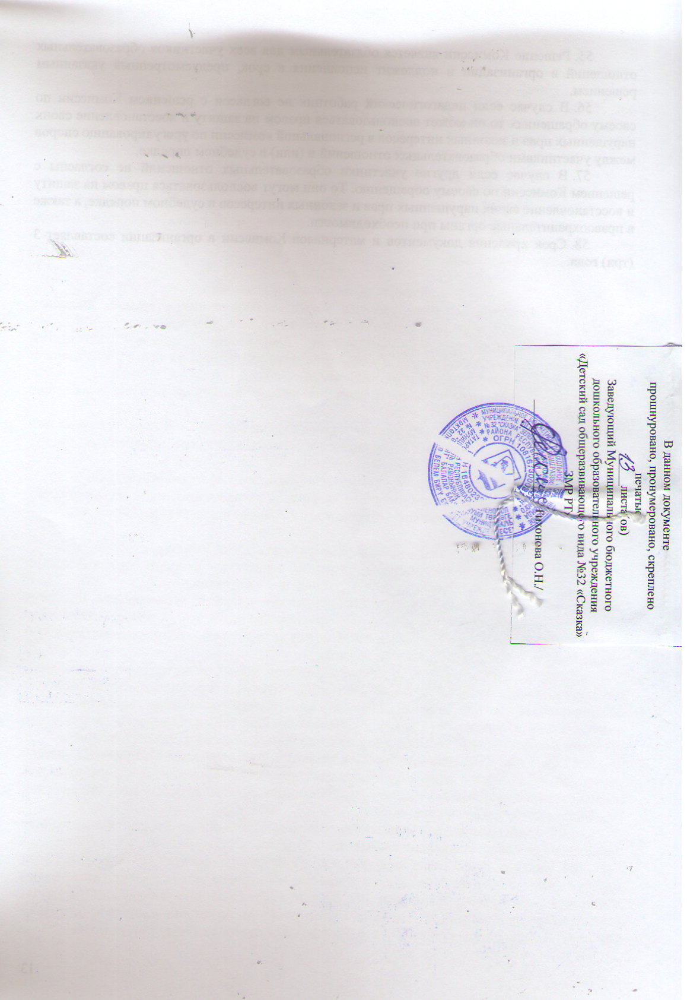 В данном документе
прошнуровано, пронумеровано, скреплено
печатью
13 листа(ов)
Заведующий Муниципального бюджетного
дошкольного образовательного учреждения
«Детский сад общеразвивающего вида №32 «Сказка»
ЗМР РТ
Тихонова О.Н./
55. Решение Комиссии является обязательным для всех участников образовательных
отношений в организации и подлежит исполнению в срок, предусмотренный указанным
решением.
56. В случае если педагогический работник не согласен с решением Комиссии по
своему обращению, то он может воспользоваться правом на защиту и восстановление своих
нарушенных прав и законных интересов в региональной комиссии по урегулированию споров
между участниками образовательных отношений и (или) в судебном порядке.
57. В случае если другие участники образовательных отношений не согласны с
решением Комиссии по своему обращению. То они могут воспользоваться правом на защиту
и восстановление своих нарушенных прав и законных интересов в судебном порядке, а также
в правоохранительный органы при необходимости.
58. Срок хранений документов и материалов Комиссии в организации составляет 3
(три) года.
13